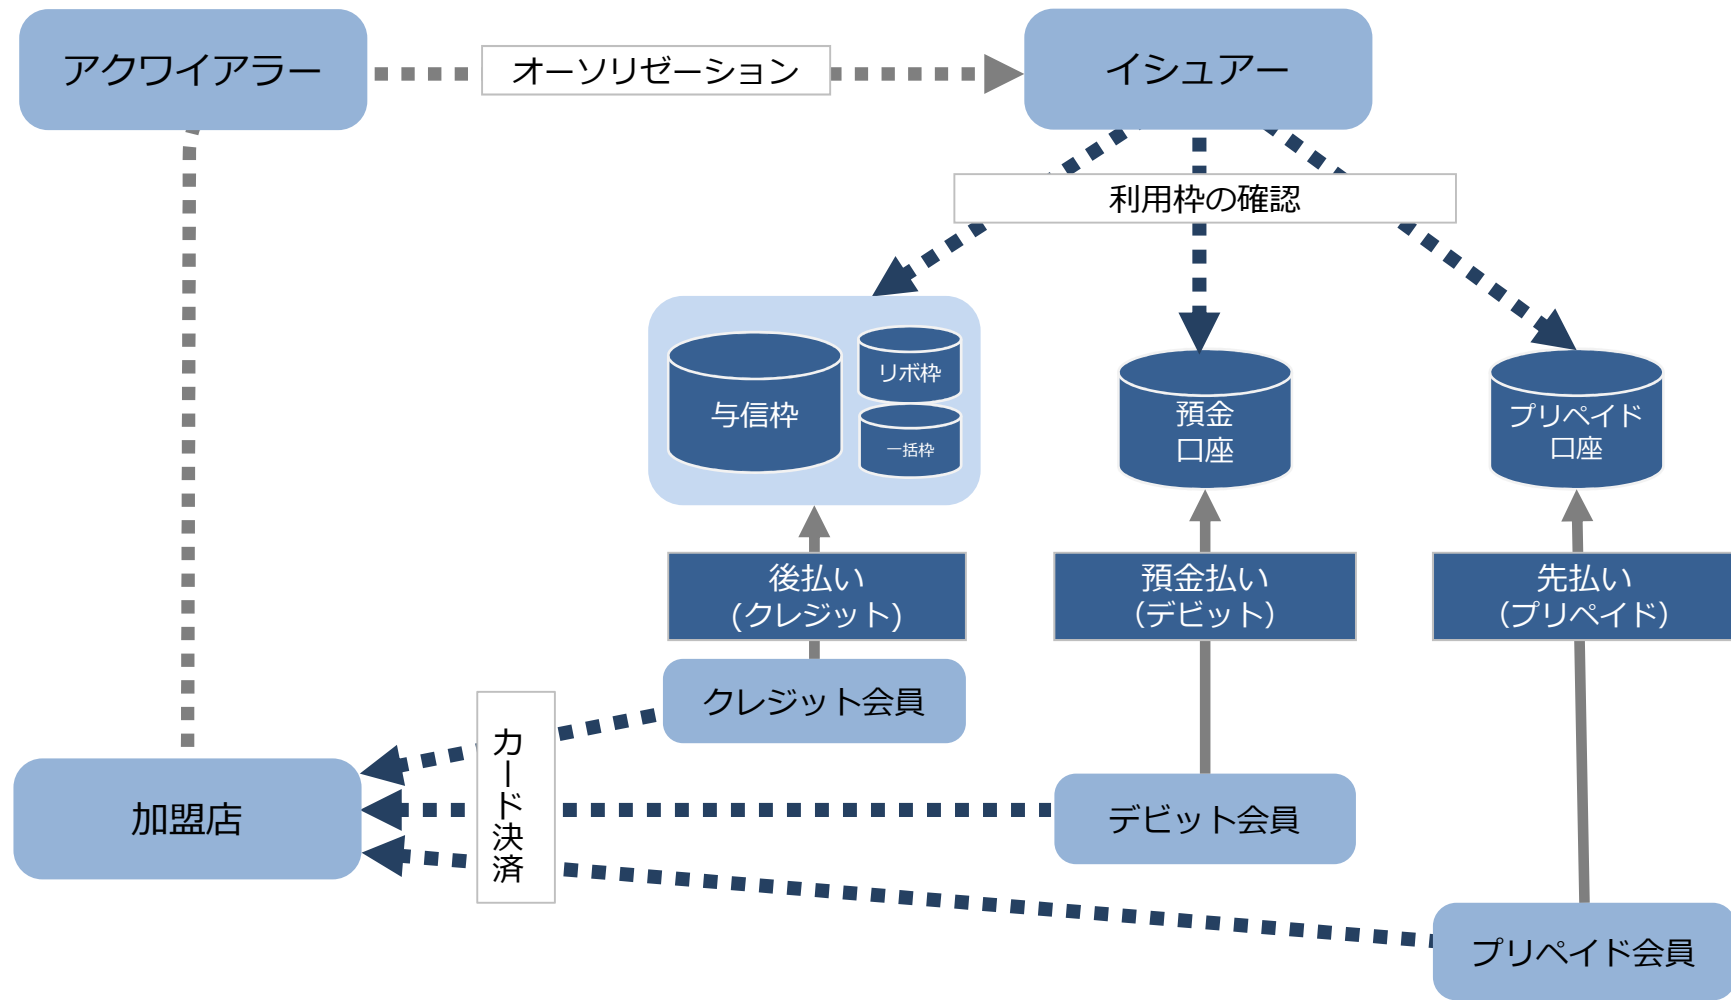 アクワイアラー
オーソリゼーション
イシュアー
利用枠の確認
与信枠
リボ枠
一括枠
預金
口座
プリペイド
口座
後払い
(クレジット)
預金払い
（デビット）
先払い
（プリペイド）
クレジット会員
カード決済
加盟店
デビット会員
プリペイド会員